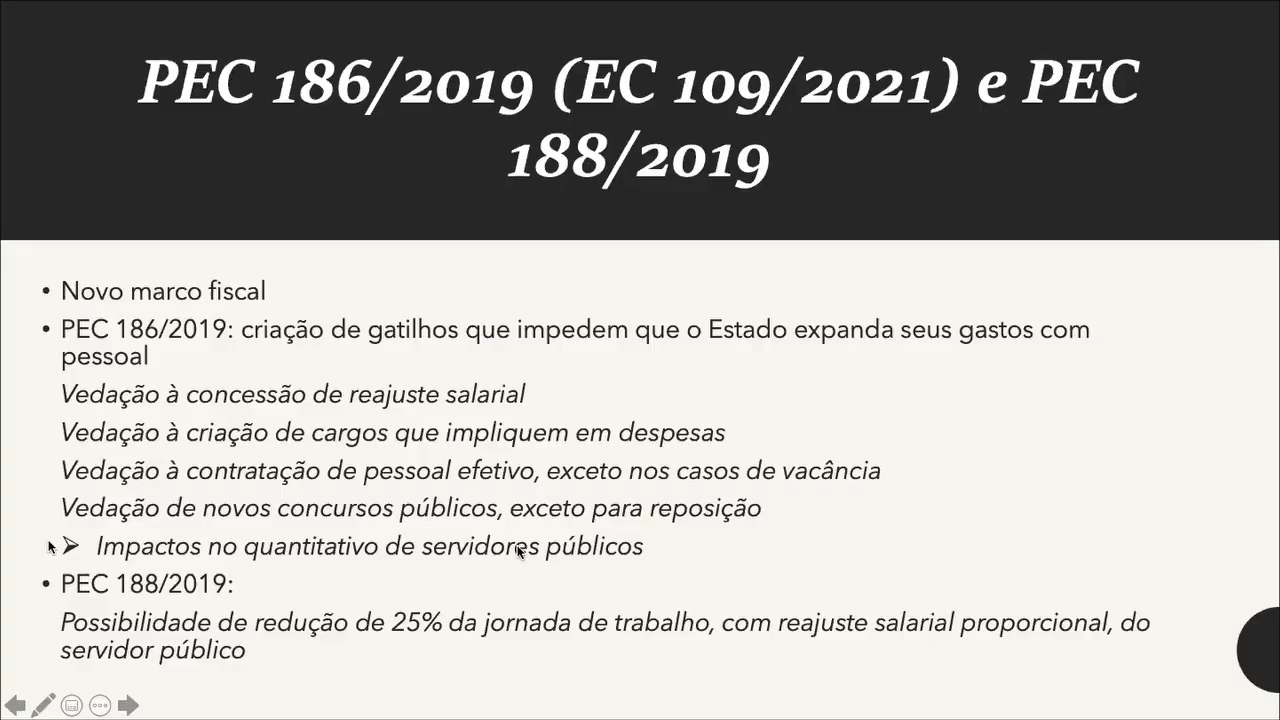 PEC 186/2019 (EC 109/2021) e PEC
188/2019
• Novo marco fiscal
• PEC 186/2019: criação de gatilhos que impedem que o Estado expanda seus gastos com
pessoal
Vedação à concessão de reajuste salarial
Vedação à criação de cargos que impliquem em despesas
Vedação à contratação de pessoal efetivo, exceto nos casos de vacância
Vedação de novos concursos públicos, exceto para reposição
➢ Impactos no quantitativo de servidores públicos
• PEC 188/2019:
Possibilidade de redução de 25% da jornada de trabalho, com reajuste salarial proporcional, do
servidor público